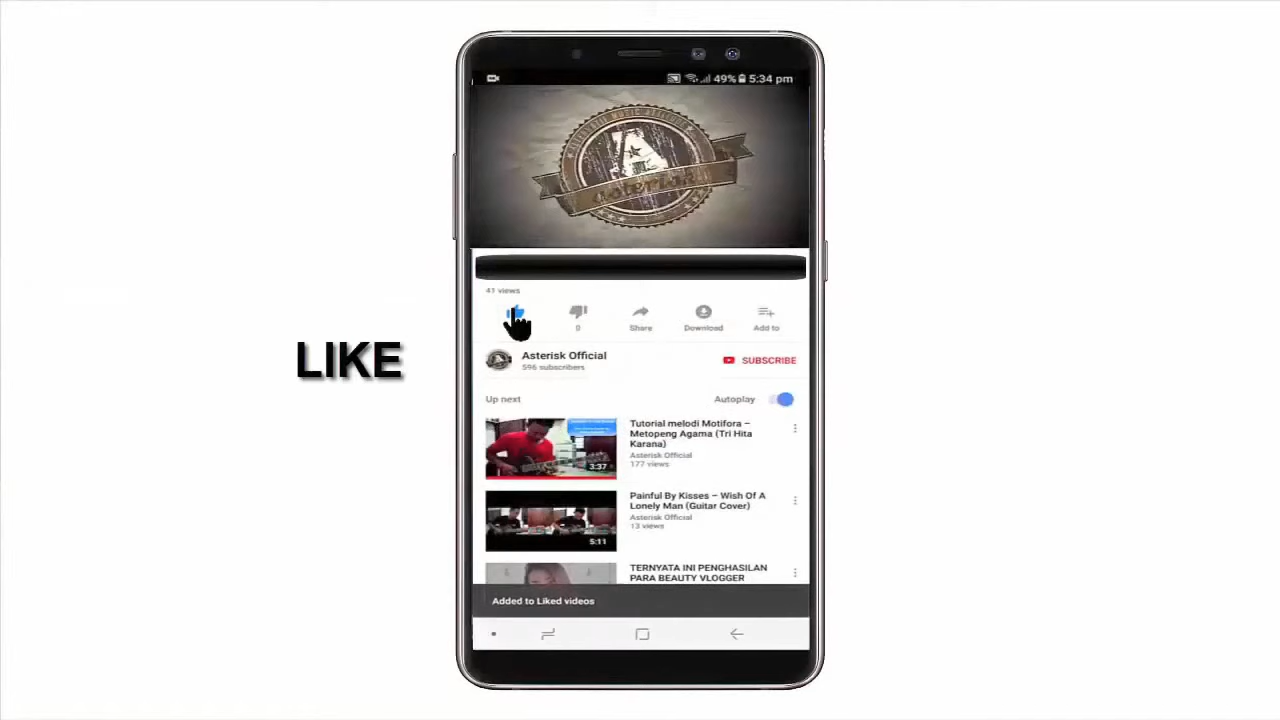 49% 5:34 pm
ASTERISK MUSIC
A
Asterisk
41 views
0
Share
Download
Add to
LIKE
Asterisk Official
596 subscribers
SUBSCRIBE
Up next
Autoplay
3:37
Tutorial melodi Motifora –
Metopeng Agama (Tri Hita
Karana)
Asterisk Official
177 views
5:11
Painful By Kisses – Wish Of A
Lonely Man (Guitar Cover)
Asterisk Official
13 views
TERNYATA INI PENGHASILAN
PARA BEAUTY VLOGGER
Added to Liked videos